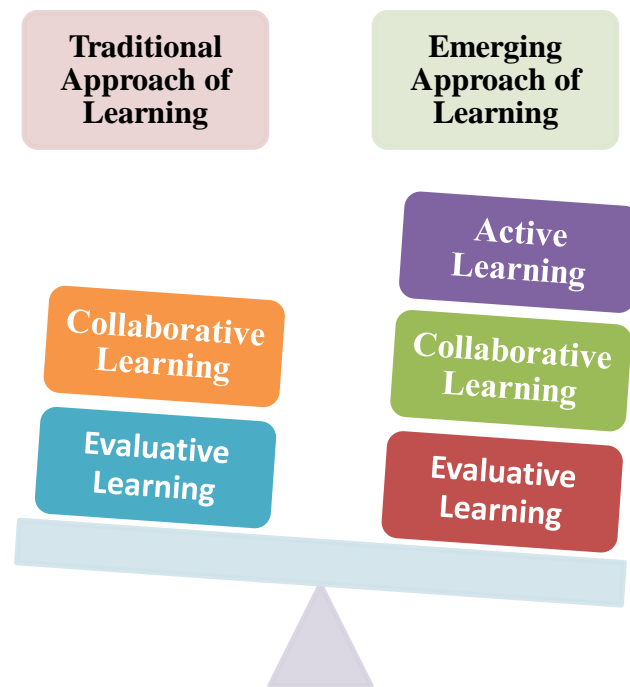 Traditional
Approach of
Learning
Emerging
Approach of
Learning
Collaborative
Learning
Evaluative
Learning
Active
Learning
Collaborative
Learning
Evaluative
Learning